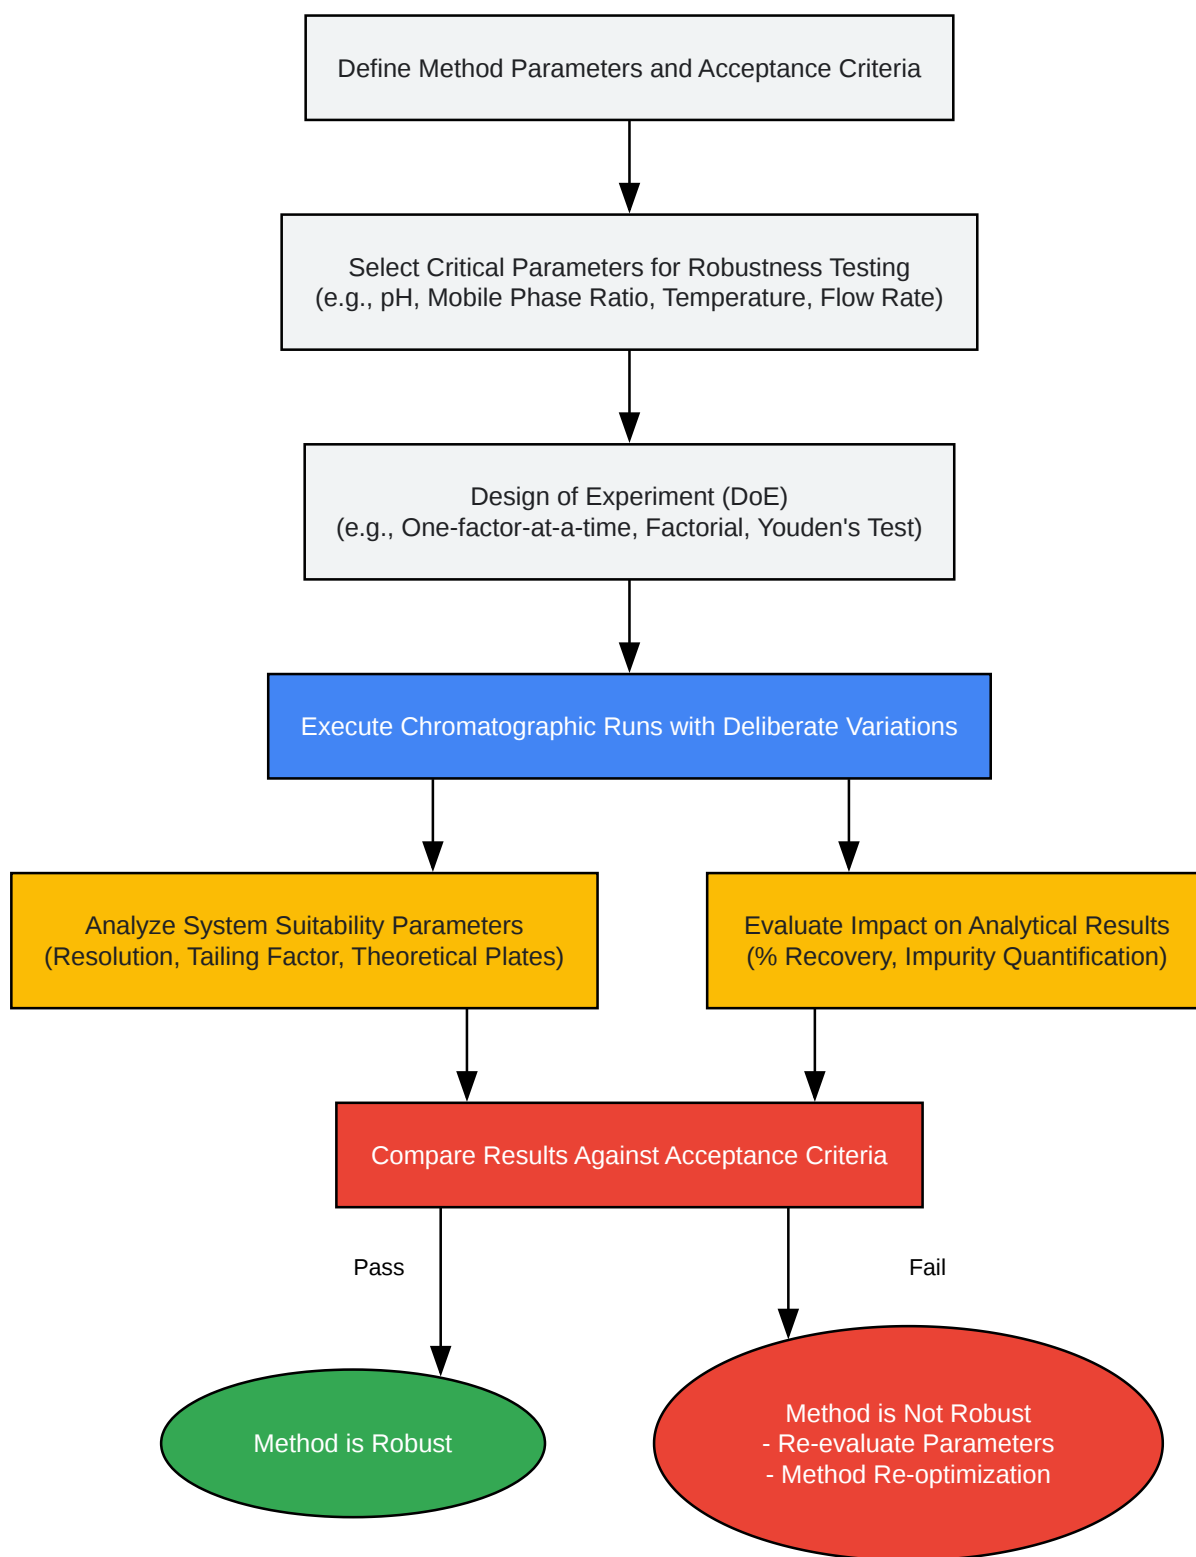 Define Method Parameters and Acceptance Criteria
Select Critical Parameters for Robustness Testing
(e.g., pH, Mobile Phase Ratio, Temperature, Flow Rate)
Design of Experiment (DoE)
(e.g., One-factor-at-a-time, Factorial, Youden's Test)
Execute Chromatographic Runs with Deliberate Variations
Analyze System Suitability Parameters
(Resolution, Tailing Factor, Theoretical Plates)
Evaluate Impact on Analytical Results
(% Recovery, Impurity Quantification)
Compare Results Against Acceptance Criteria
Pass
Fail
Method is Robust
Method is Not Robust
- Re-evaluate Parameters
- Method Re-optimization